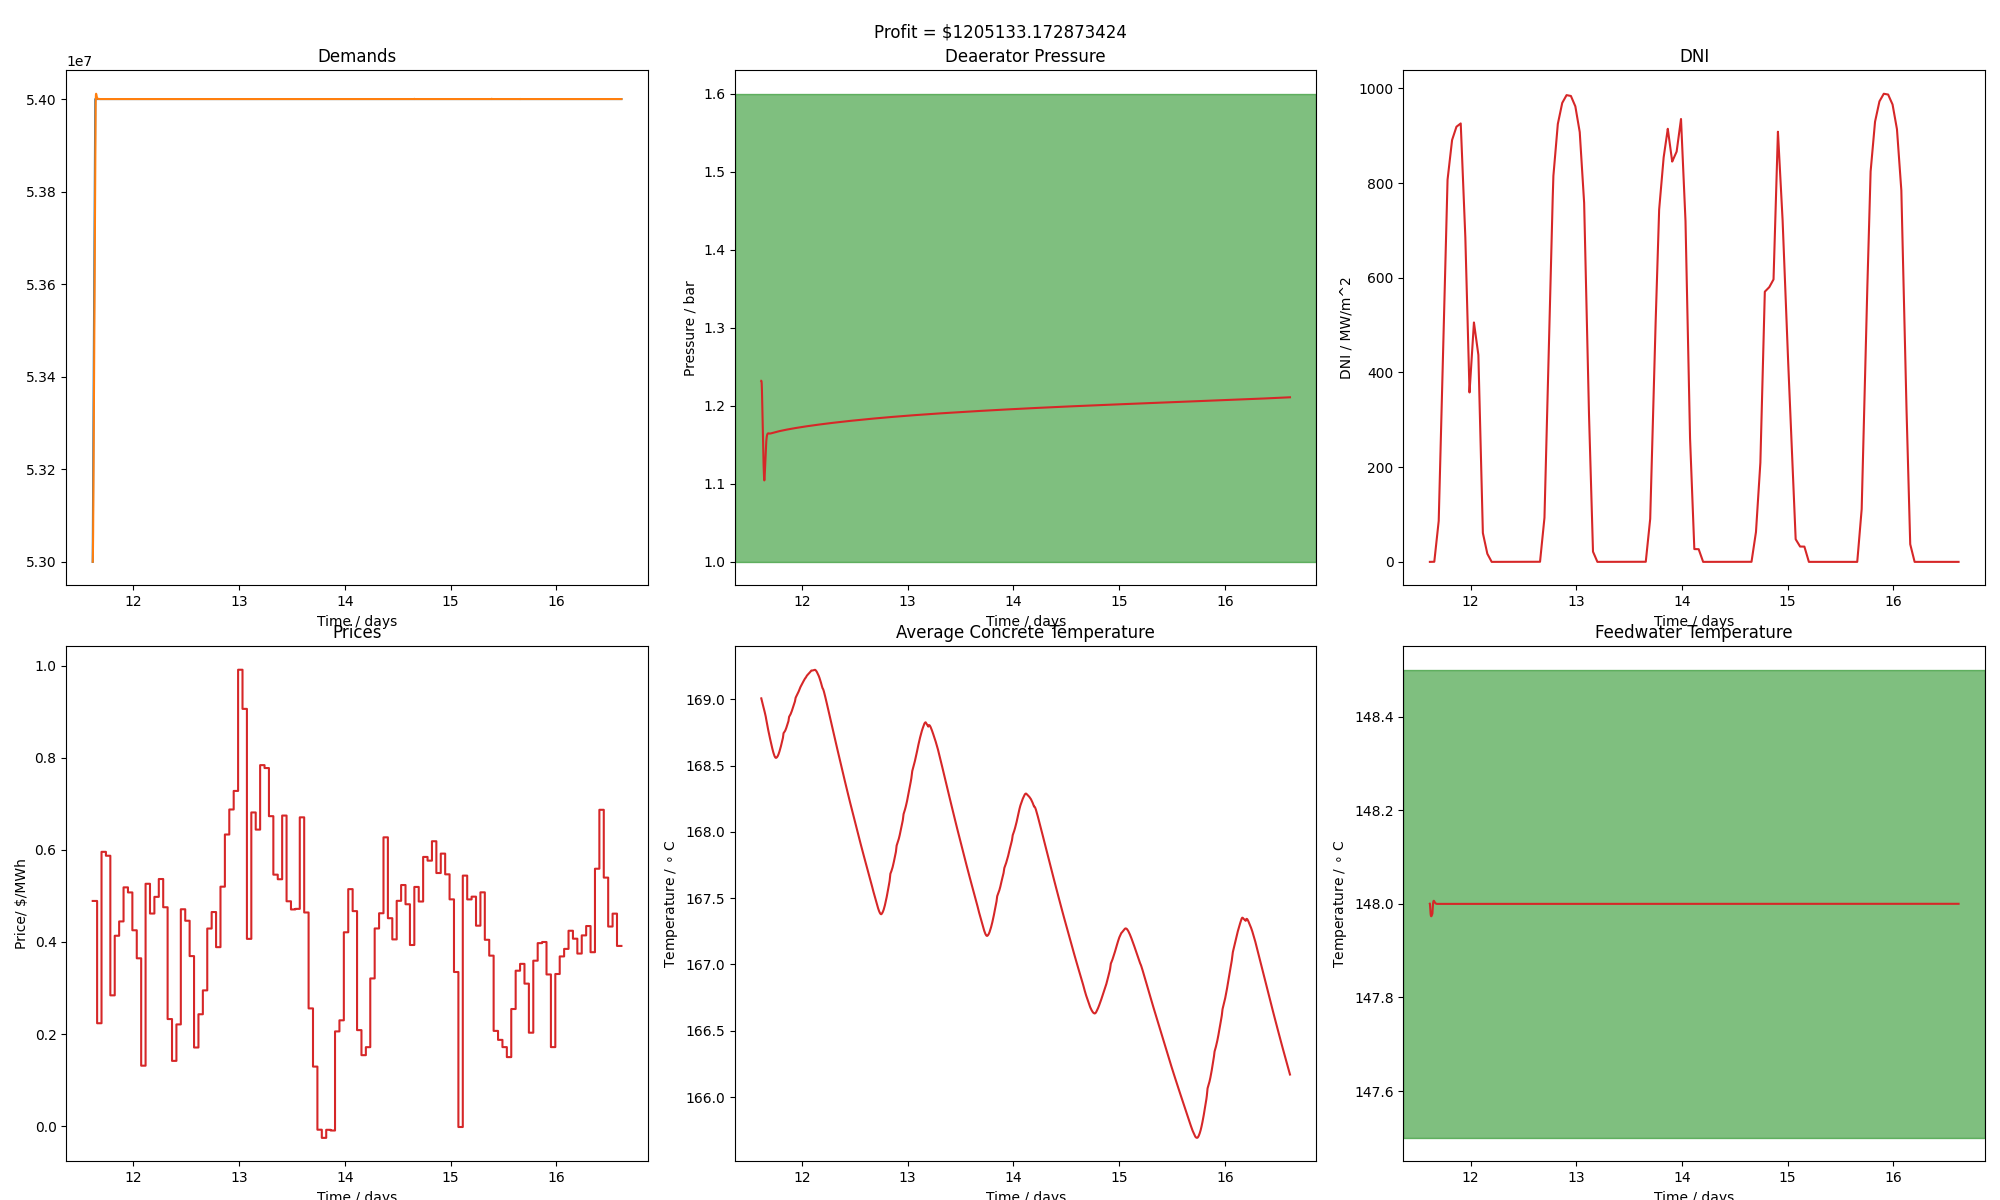 Profit = $1205133.172873424
Demands
1e7
5.40
5.38
5.36
5.34
5.32
5.30
12 13 14 15 16
Time / days
Deaerator Pressure
Pressure / bar
1.6
1.5
1.4
1.3
1.2
1.1
1.0
12 13 14 15 16
Time / days
DNI
DNI / MW/m^2
1000
800
600
400
200
0
12 13 14 15 16
Time / days
Prices
Price/ $/MWh
1.0
0.8
0.6
0.4
0.2
0.0
12 13 14 15 16
Time / days
Average Concrete Temperature
Temperature / ∘ C
169.0
168.5
168.0
167.5
167.0
166.5
166.0
12 13 14 15 16
Time / days
Feedwater Temperature
Temperature / ∘ C
148.4
148.2
148.0
147.8
147.6
12 13 14 15 16
Time / days